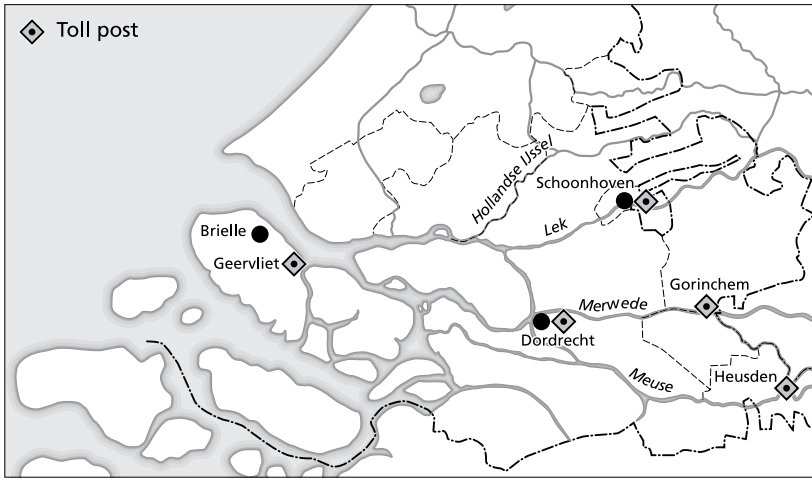 Toll post
Hollandse IJssel
Schoonhoven
Brielle
Lek
Geervliet
Gorinchem
Merwede
Dordrecht
Meuse
Heusden